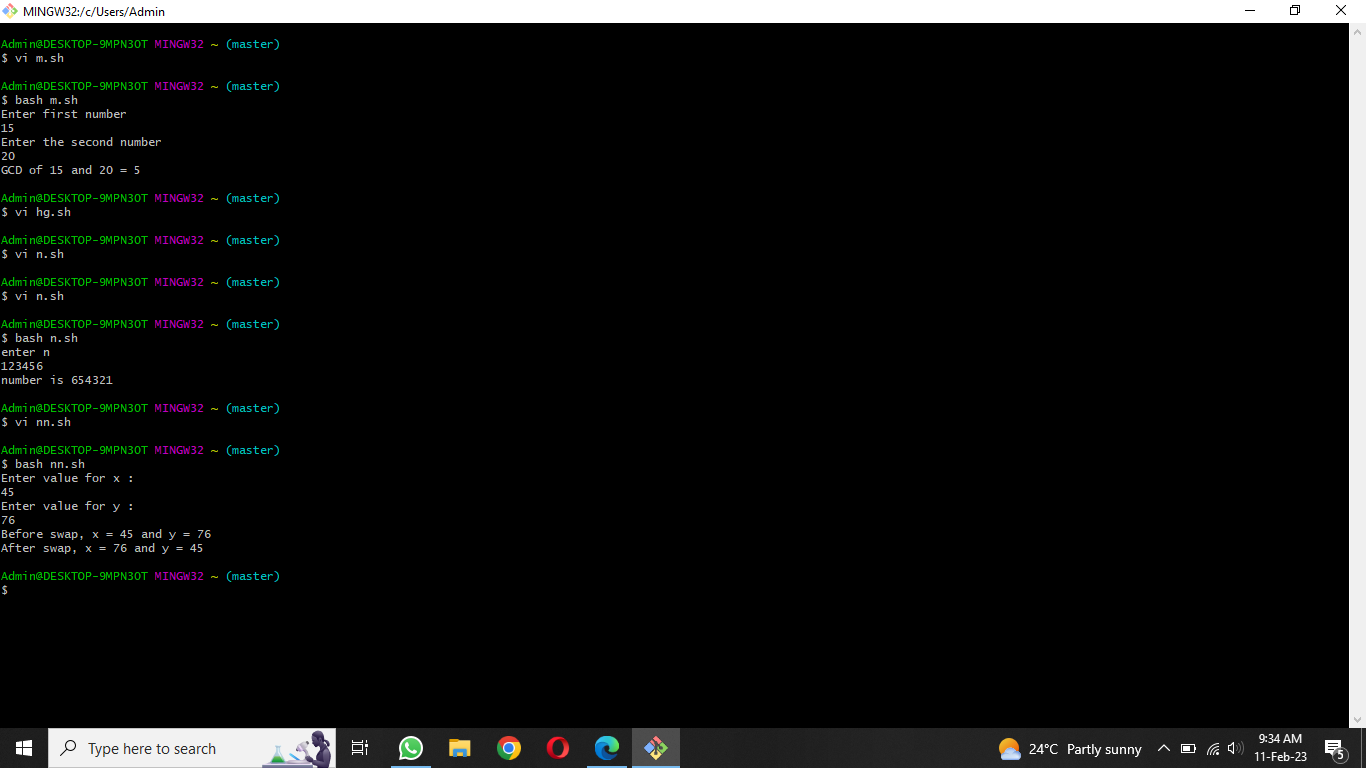 MINGW32:/c/Users/Admin
Admin@DESKTOP-9MPN3OT MINGW32 ~ (master)
$ vi m.sh
Admin@DESKTOP-9MPN3OT MINGW32 ~ (master)
$ bash m.sh
Enter first number
15
Enter the second number
20
GCD of 15 and 20 = 5
Admin@DESKTOP-9MPN3OT MINGW32 ~ (master)
$ vi hg.sh
Admin@DESKTOP-9MPN3OT MINGW32 ~ (master)
$ vi n.sh
Admin@DESKTOP-9MPN3OT MINGW32 ~ (master)
$ vi n.sh
Admin@DESKTOP-9MPN3OT MINGW32 ~ (master)
$ bash n.sh
enter n
123456
number is 654321
Admin@DESKTOP-9MPN3OT MINGW32 ~ (master)
$ vi nn.sh
Admin@DESKTOP-9MPN3OT MINGW32 ~ (master)
$ bash nn.sh
Enter value for x :
45
Enter value for y :
76
Before swap, x = 45 and y = 76
After swap, x = 76 and y = 45
Admin@DESKTOP-9MPN3OT MINGW32 ~ (master)
$
Type here to search
24°C Partly sunny
9:34 AM
11-Feb-23
5